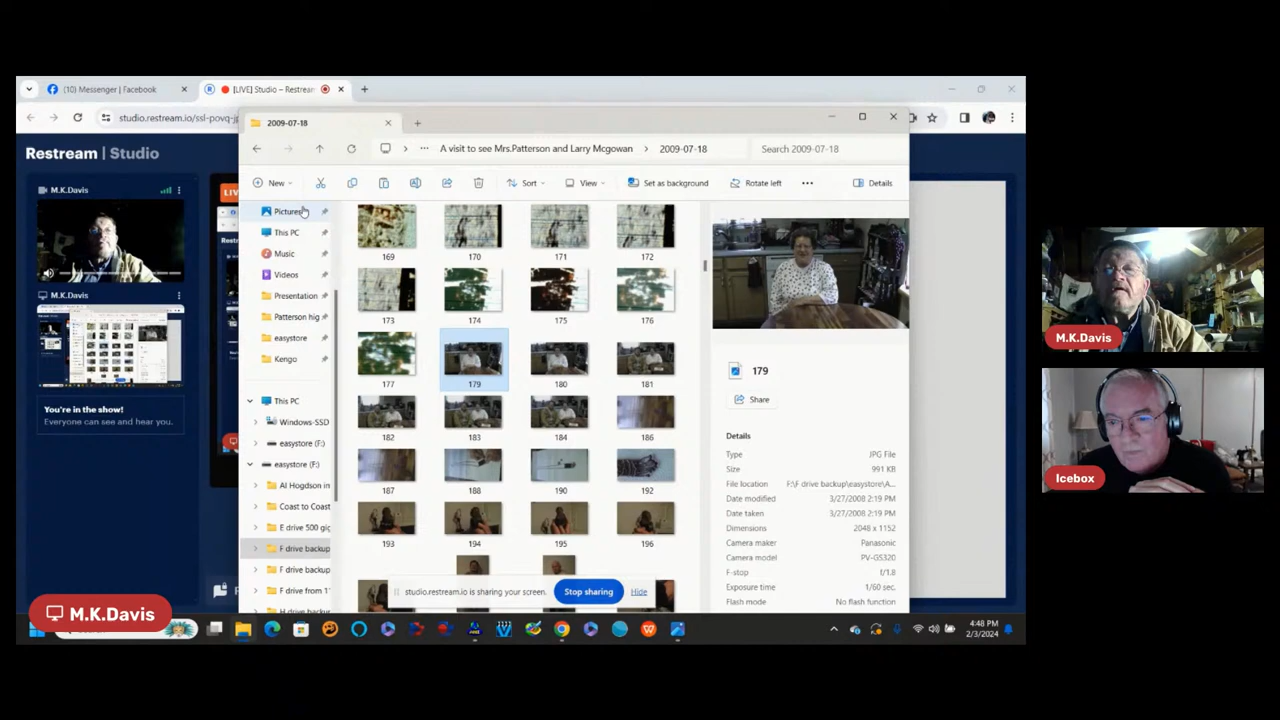 (10) Messenger | Facebook
[LIVE] Studio – Restream
studio.restream.io/ssl-povq-j
Restream | Studio
M.K.Davis
M.K.Davis
You're in the show!
Everyone can see and hear you.
2009-07-18
A visit to see Mrs.Patterson and Larry Mcgowan > 2009-07-18
Search 2009-07-18
New
Sort
View
Set as background
Rotate left
Details
Pictures
This PC
Music
Videos
Presentation
Patterson hig
easystore
Kengo
This PC
Windows-SSD
easystore (F:)
easystore (F:)
Al Hogdson in
Coast to Coast
E drive 500 gig
F drive backup
F drive backup
F drive from 11
H drive backup
169 170 171 172
173 174 175 176
177 179 180 181
182 183 184 186
187 188 190 192
193 194 195 196
179
Share
Details
Type JPG File
Size 991 KB
File location F:\F drive backup\easystore\A...
Date modified 3/27/2008 2:19 PM
Date taken 3/27/2008 2:19 PM
Dimensions 2048 x 1152
Camera maker Panasonic
Camera model PV-GS320
F-stop f/1.8
Exposure time 1/60 sec.
Flash mode No flash function
studio.restream.io is sharing your screen.
Stop sharing
Hide
M.K.Davis
Icebox
M.K.Davis
4:48 PM
2/3/2024